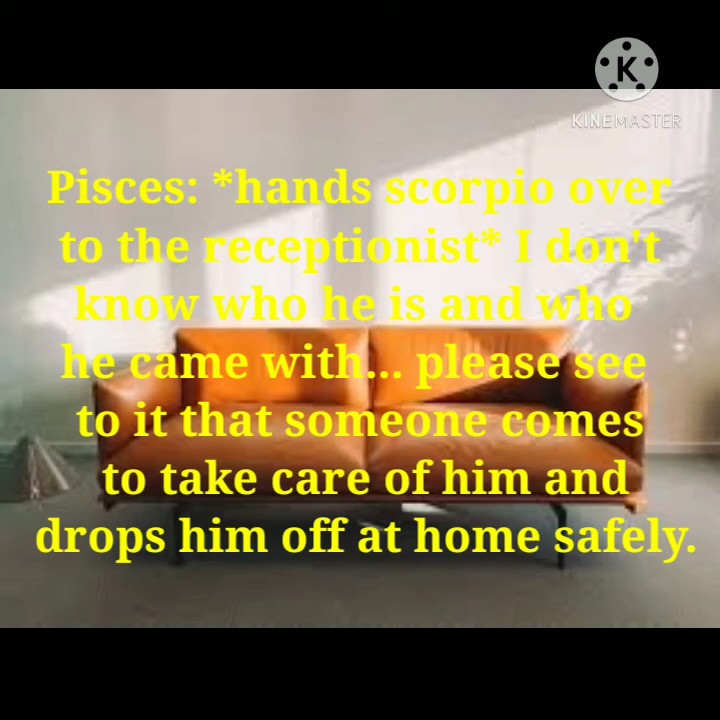 K
KINEMASTER
Pisces: *hands scorpio over
to the receptionist* I don't
know who he is and who
he came with... please see
to it that someone comes
to take care of him and
drops him off at home safely.